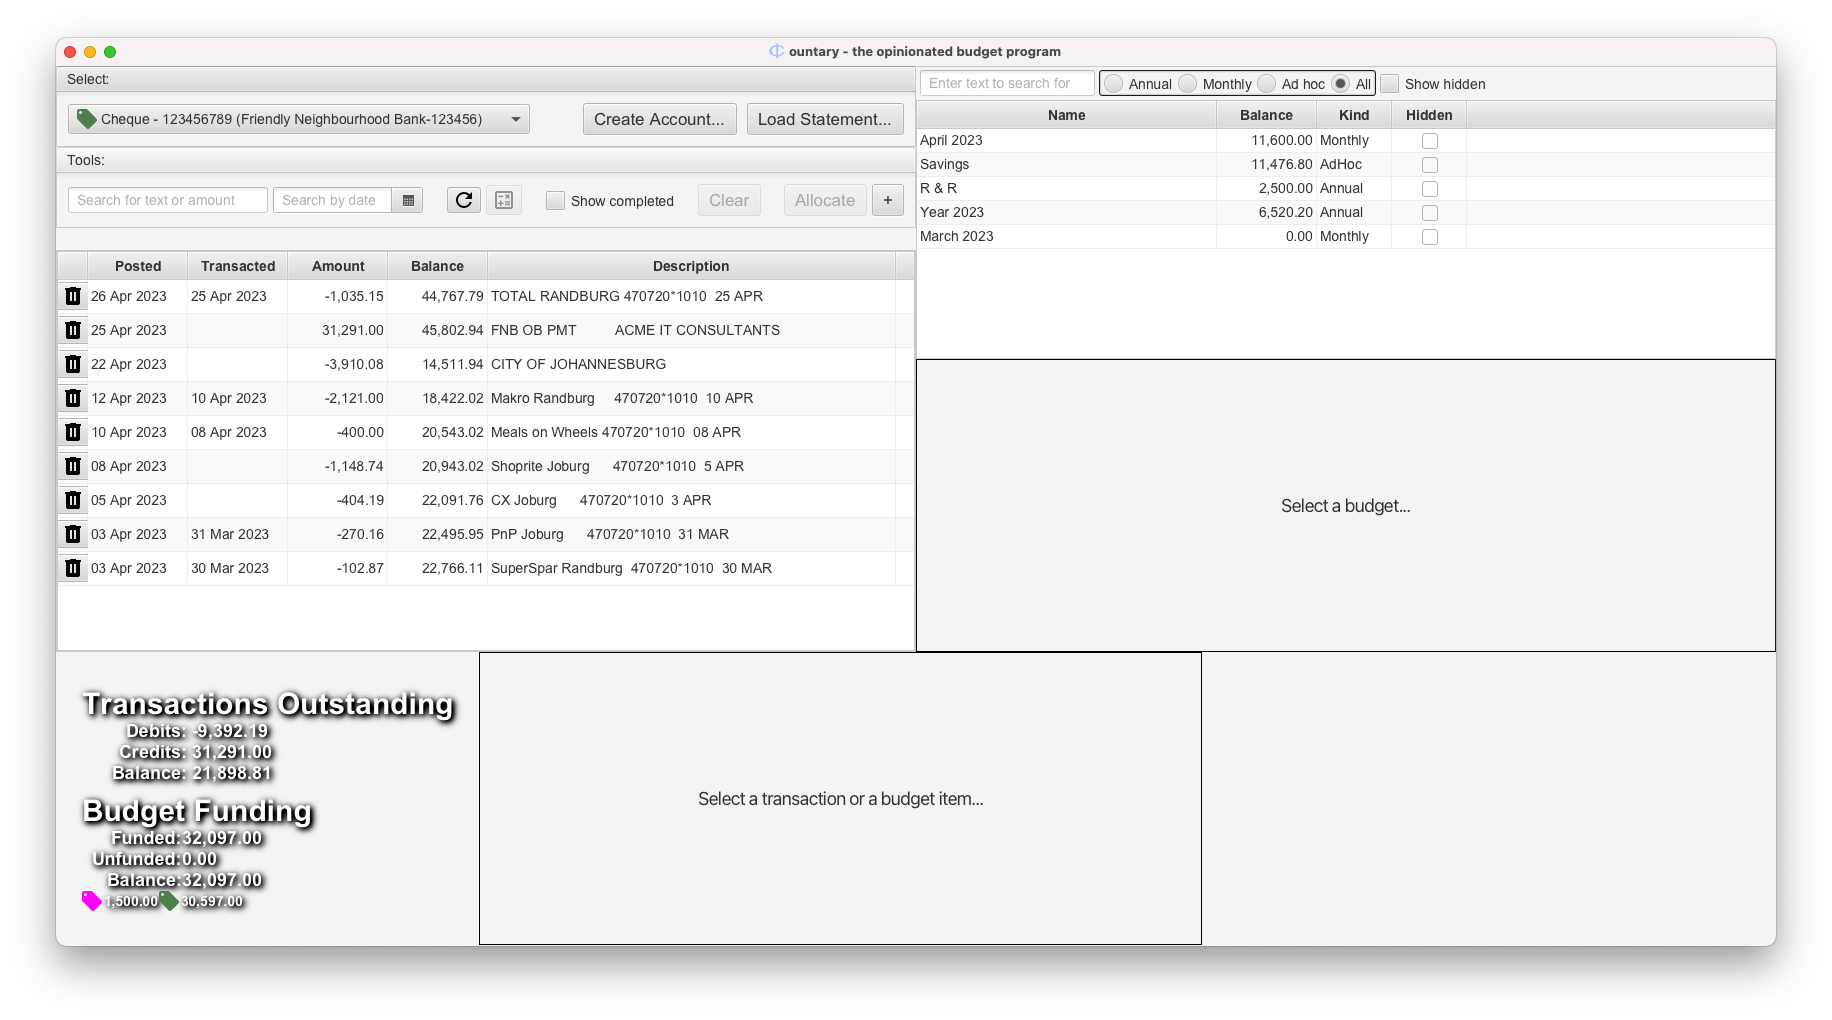 ountary - the opinionated budget program
Select:
Cheque - 123456789 (Friendly Neighbourhood Bank-123456)
Create Account...
Load Statement...
Tools:
Search for text or amount
Search by date
Show completed
Clear
Allocate
+
Posted Transacted Amount Balance Description
26 Apr 2023 25 Apr 2023 -1,035.15 44,767.79 TOTAL RANDBURG 470720*1010 25 APR
25 Apr 2023 31,291.00 45,802.94 FNB OB PMT ACME IT CONSULTANTS
22 Apr 2023 -3,910.08 14,511.94 CITY OF JOHANNESBURG
12 Apr 2023 10 Apr 2023 -2,121.00 18,422.02 Makro Randburg 470720*1010 10 APR
10 Apr 2023 08 Apr 2023 -400.00 20,543.02 Meals on Wheels 470720*1010 08 APR
08 Apr 2023 -1,148.74 20,943.02 Shoprite Joburg 470720*1010 5 APR
05 Apr 2023 -404.19 22,091.76 CX Joburg 470720*1010 3 APR
03 Apr 2023 31 Mar 2023 -270.16 22,495.95 PnP Joburg 470720*1010 31 MAR
03 Apr 2023 30 Mar 2023 -102.87 22,766.11 SuperSpar Randburg 470720*1010 30 MAR
Enter text to search for
Annual Monthly Ad hoc All Show hidden
Name Balance Kind Hidden
April 2023 11,600.00 Monthly
Savings 11,476.80 AdHoc
R & R 2,500.00 Annual
Year 2023 6,520.20 Annual
March 2023 0.00 Monthly
Select a budget...
Transactions Outstanding
Debits: -9,392.19
Credits: 31,291.00
Balance: 21,898.81
Budget Funding
Funded:32,097.00
Unfunded:0.00
Balance:32,097.00
1,500.00 30,597.00
Select a transaction or a budget item...